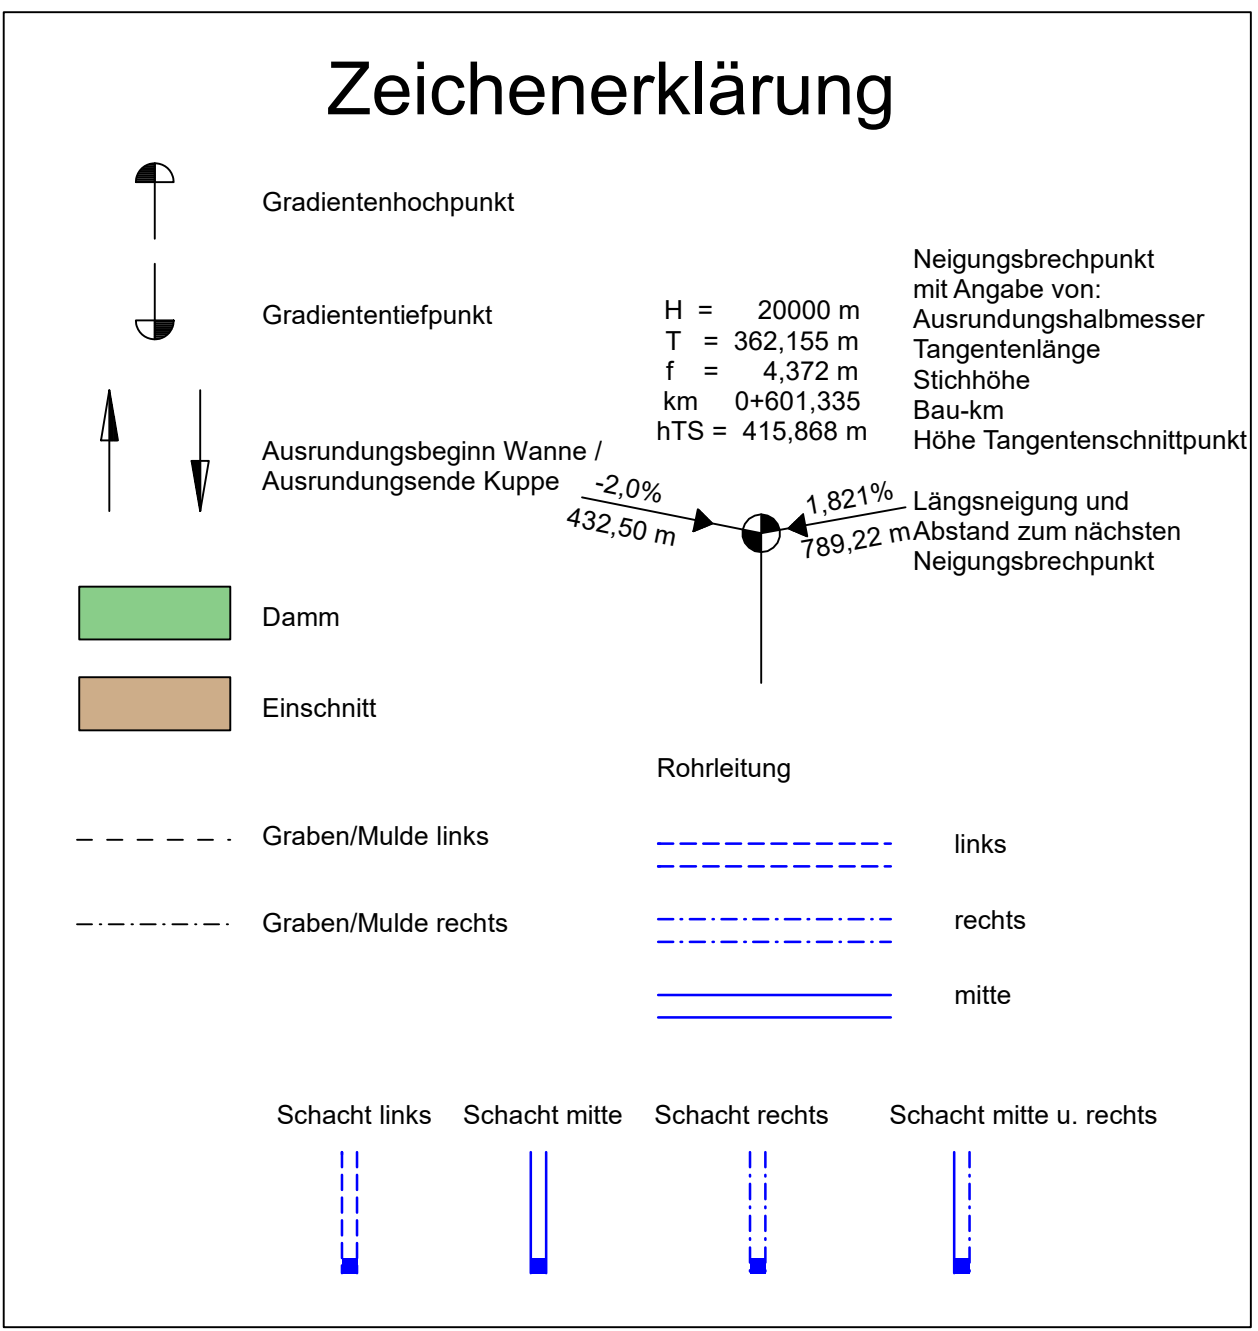 Zeichenerklärung
Gradientenhochpunkt
Gradiententiefpunkt
Ausrundungsbeginn Wanne /
Ausrundungsende Kuppe
H = 20000 m
T = 362,155 m
f = 4,372 m
km 0+601,335
hTS = 415,868 m
Neigungsbrechpunkt
mit Angabe von:
Ausrundungshalbmesser
Tangentenlänge
Stichhöhe
Bau-km
Höhe Tangentenschnittpunkt
-2,0%
432,50 m
1,821%
789,22 m
Längsneigung und
Abstand zum nächsten
Neigungsbrechpunkt
Damm
Einschnitt
Graben/Mulde links
Graben/Mulde rechts
Rohrleitung
links
rechts
mitte
Schacht links
Schacht mitte
Schacht rechts
Schacht mitte u. rechts